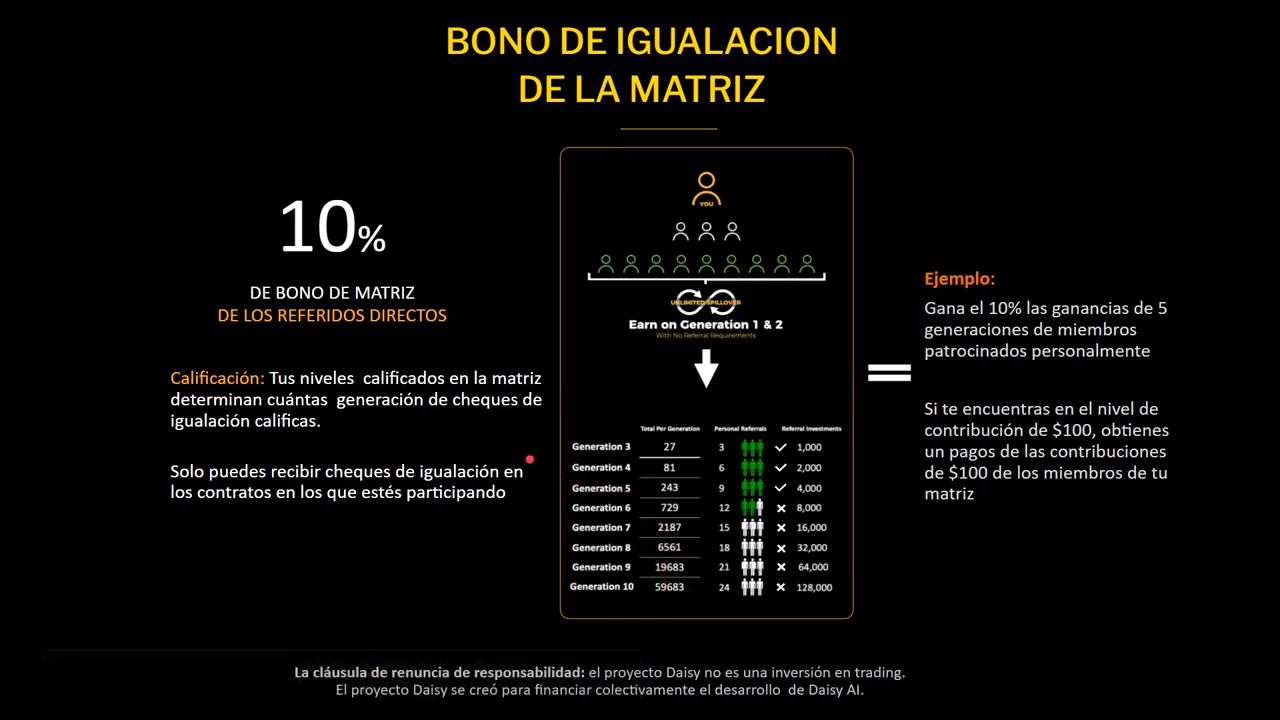 BONO DE IGUALACION
DE LA MATRIZ
10%
DE BONO DE MATRIZ
DE LOS REFERIDOS DIRECTOS
Calificación: Tus niveles calificados en la matriz
determinan cuántas generación de cheques de
igualación calificas.
Solo puedes recibir cheques de igualación en
los contratos en los que estés participando
YOU
UNLIMITED SPILLOVER
Earn on Generation 1 & 2
With No Referral Requirements
Total Per Generation Personal Referrals Referral Investments
Generation 3 27 3 1,000
Generation 4 81 6 2,000
Generation 5 243 9 4,000
Generation 6 729 12 8,000
Generation 7 2187 15 16,000
Generation 8 6561 18 32,000
Generation 9 19683 21 64,000
Generation 10 59683 24 128,000
Ejemplo:
Gana el 10% las ganancias de 5
generaciones de miembros
patrocinados personalmente
Si te encuentras en el nivel de
contribución de $100, obtienes
un pagos de las contribuciones
de $100 de los miembros de tu
matriz
La cláusula de renuncia de responsabilidad: el proyecto Daisy no es una inversión en trading.
El proyecto Daisy se creó para financiar colectivamente el desarrollo de Daisy AI.